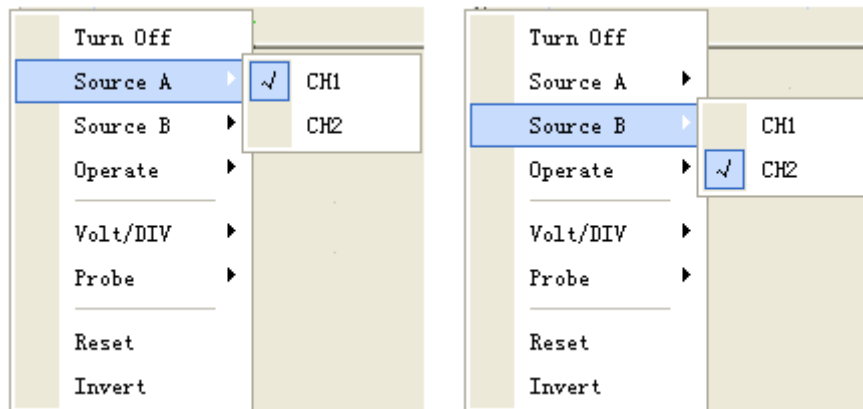 Turn Off
Source A
Source B
Operate
Volt/DIV
Probe
Reset
Invert
CH1
CH2
Turn Off
Source A
Source B
Operate
Volt/DIV
Probe
Reset
Invert
CH1
CH2